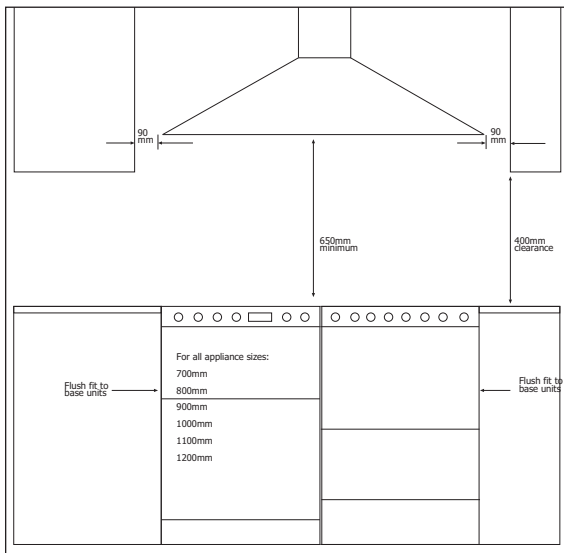 90
mm
90
mm
650mm
minimum
400mm
clearance
For all appliance sizes:
700mm
800mm
900mm
1000mm
1100mm
1200mm
Flush fit to
base units
Flush fit to
base units